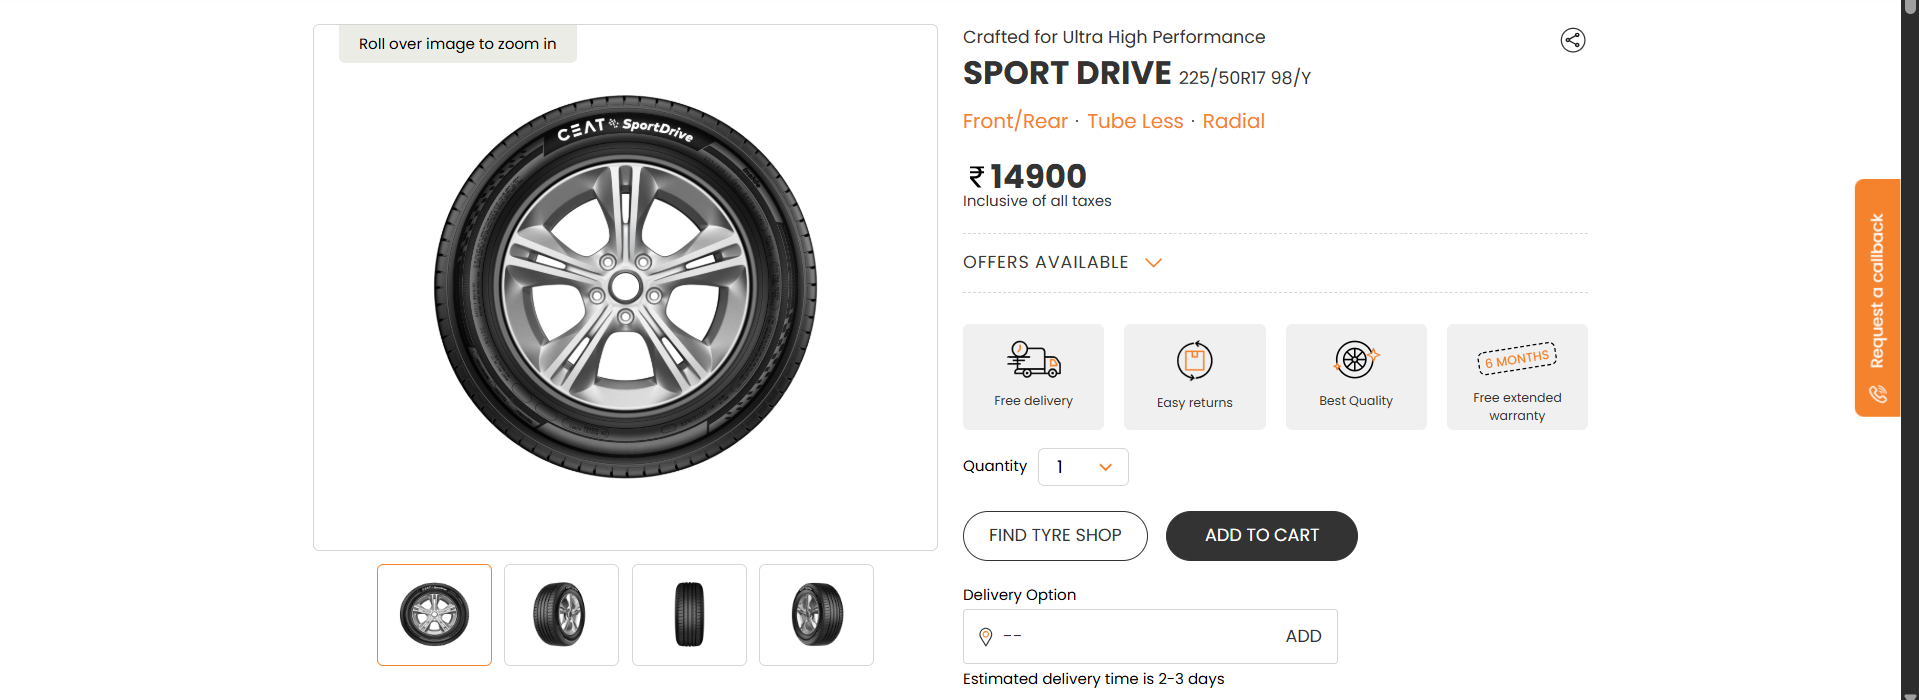 Roll over image to zoom in
CEAT SportDrive
Crafted for Ultra High Performance
SPORT DRIVE 225/50R17 98/Y
Front/Rear · Tube Less · Radial
₹ 14900
Inclusive of all taxes
OFFERS AVAILABLE
Free delivery
Easy returns
Best Quality
6 MONTHS
Free extended
warranty
Quantity 1
FIND TYRE SHOP
ADD TO CART
Delivery Option
-- ADD
Estimated delivery time is 2-3 days
Request a callback